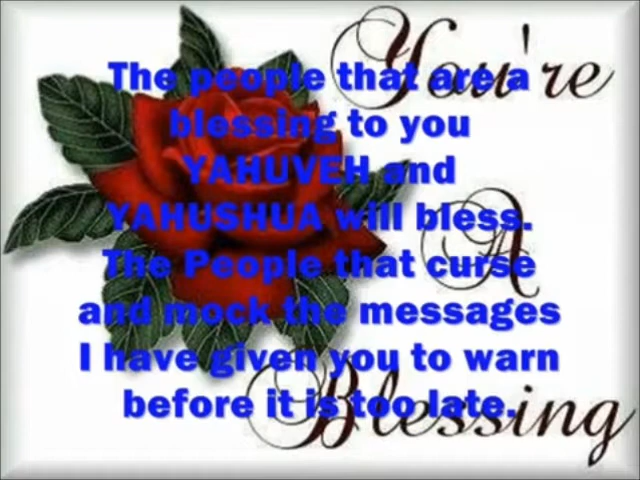 You're
A
Blessing
The people that are a
blessing to you
YAHUVEH and
YAHUSHUA will bless.
The People that curse
and mock the messages
I have given you to warn
before it is too late.